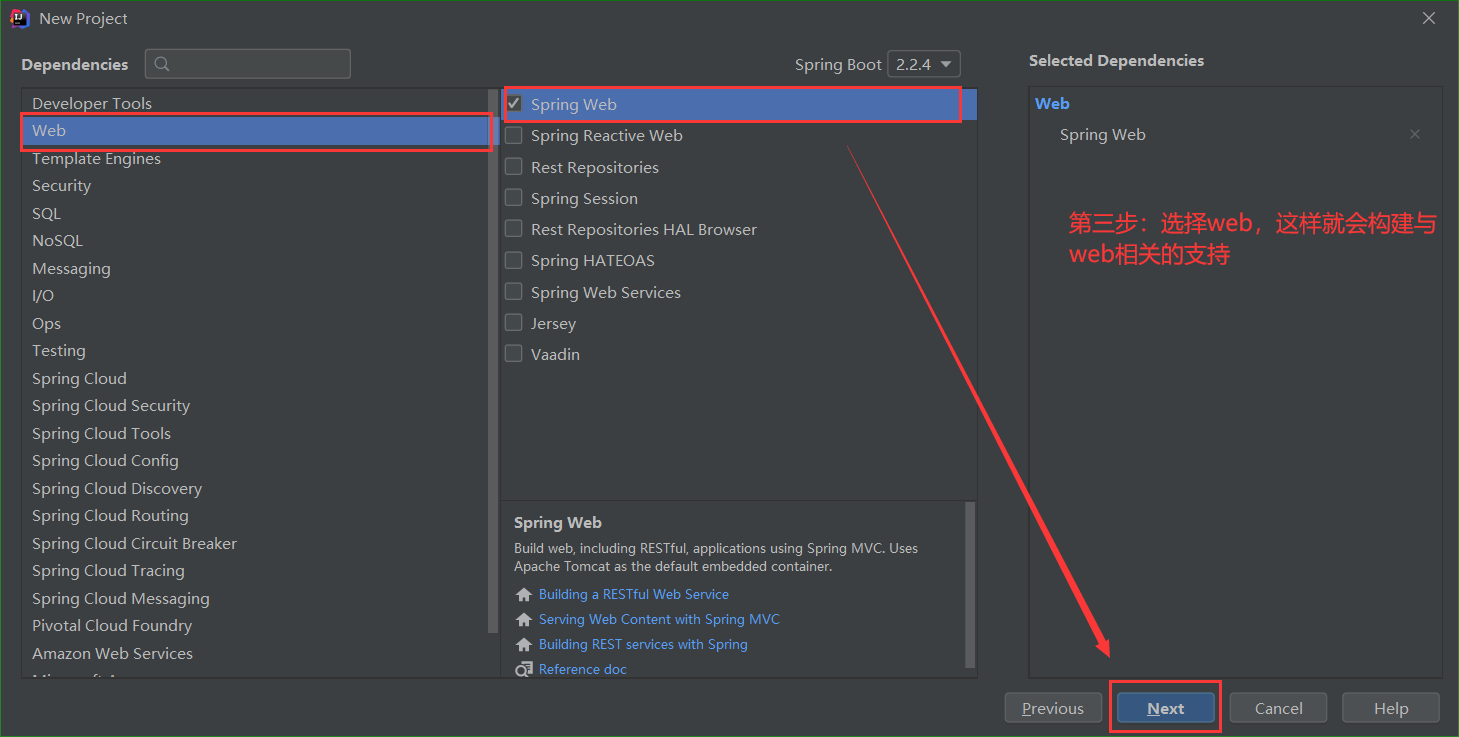 New Project
Dependencies
Spring Boot 2.2.4
Selected Dependencies
Developer Tools
Web
Template Engines
Security
SQL
NoSQL
Messaging
I/O
Ops
Testing
Spring Cloud
Spring Cloud Security
Spring Cloud Tools
Spring Cloud Config
Spring Cloud Discovery
Spring Cloud Routing
Spring Cloud Circuit Breaker
Spring Cloud Tracing
Spring Cloud Messaging
Pivotal Cloud Foundry
Amazon Web Services
Spring Web
Spring Reactive Web
Rest Repositories
Spring Session
Rest Repositories HAL Browser
Spring HATEOAS
Spring Web Services
Jersey
Vaadin
Spring Web
Build web, including RESTful, applications using Spring MVC. Uses
Apache Tomcat as the default embedded container.
Building a RESTful Web Service
Serving Web Content with Spring MVC
Building REST services with Spring
Reference doc
Web
Spring Web
第三步：选择web，这样就会构建与
web相关的支持
Previous
Next
Cancel
Help